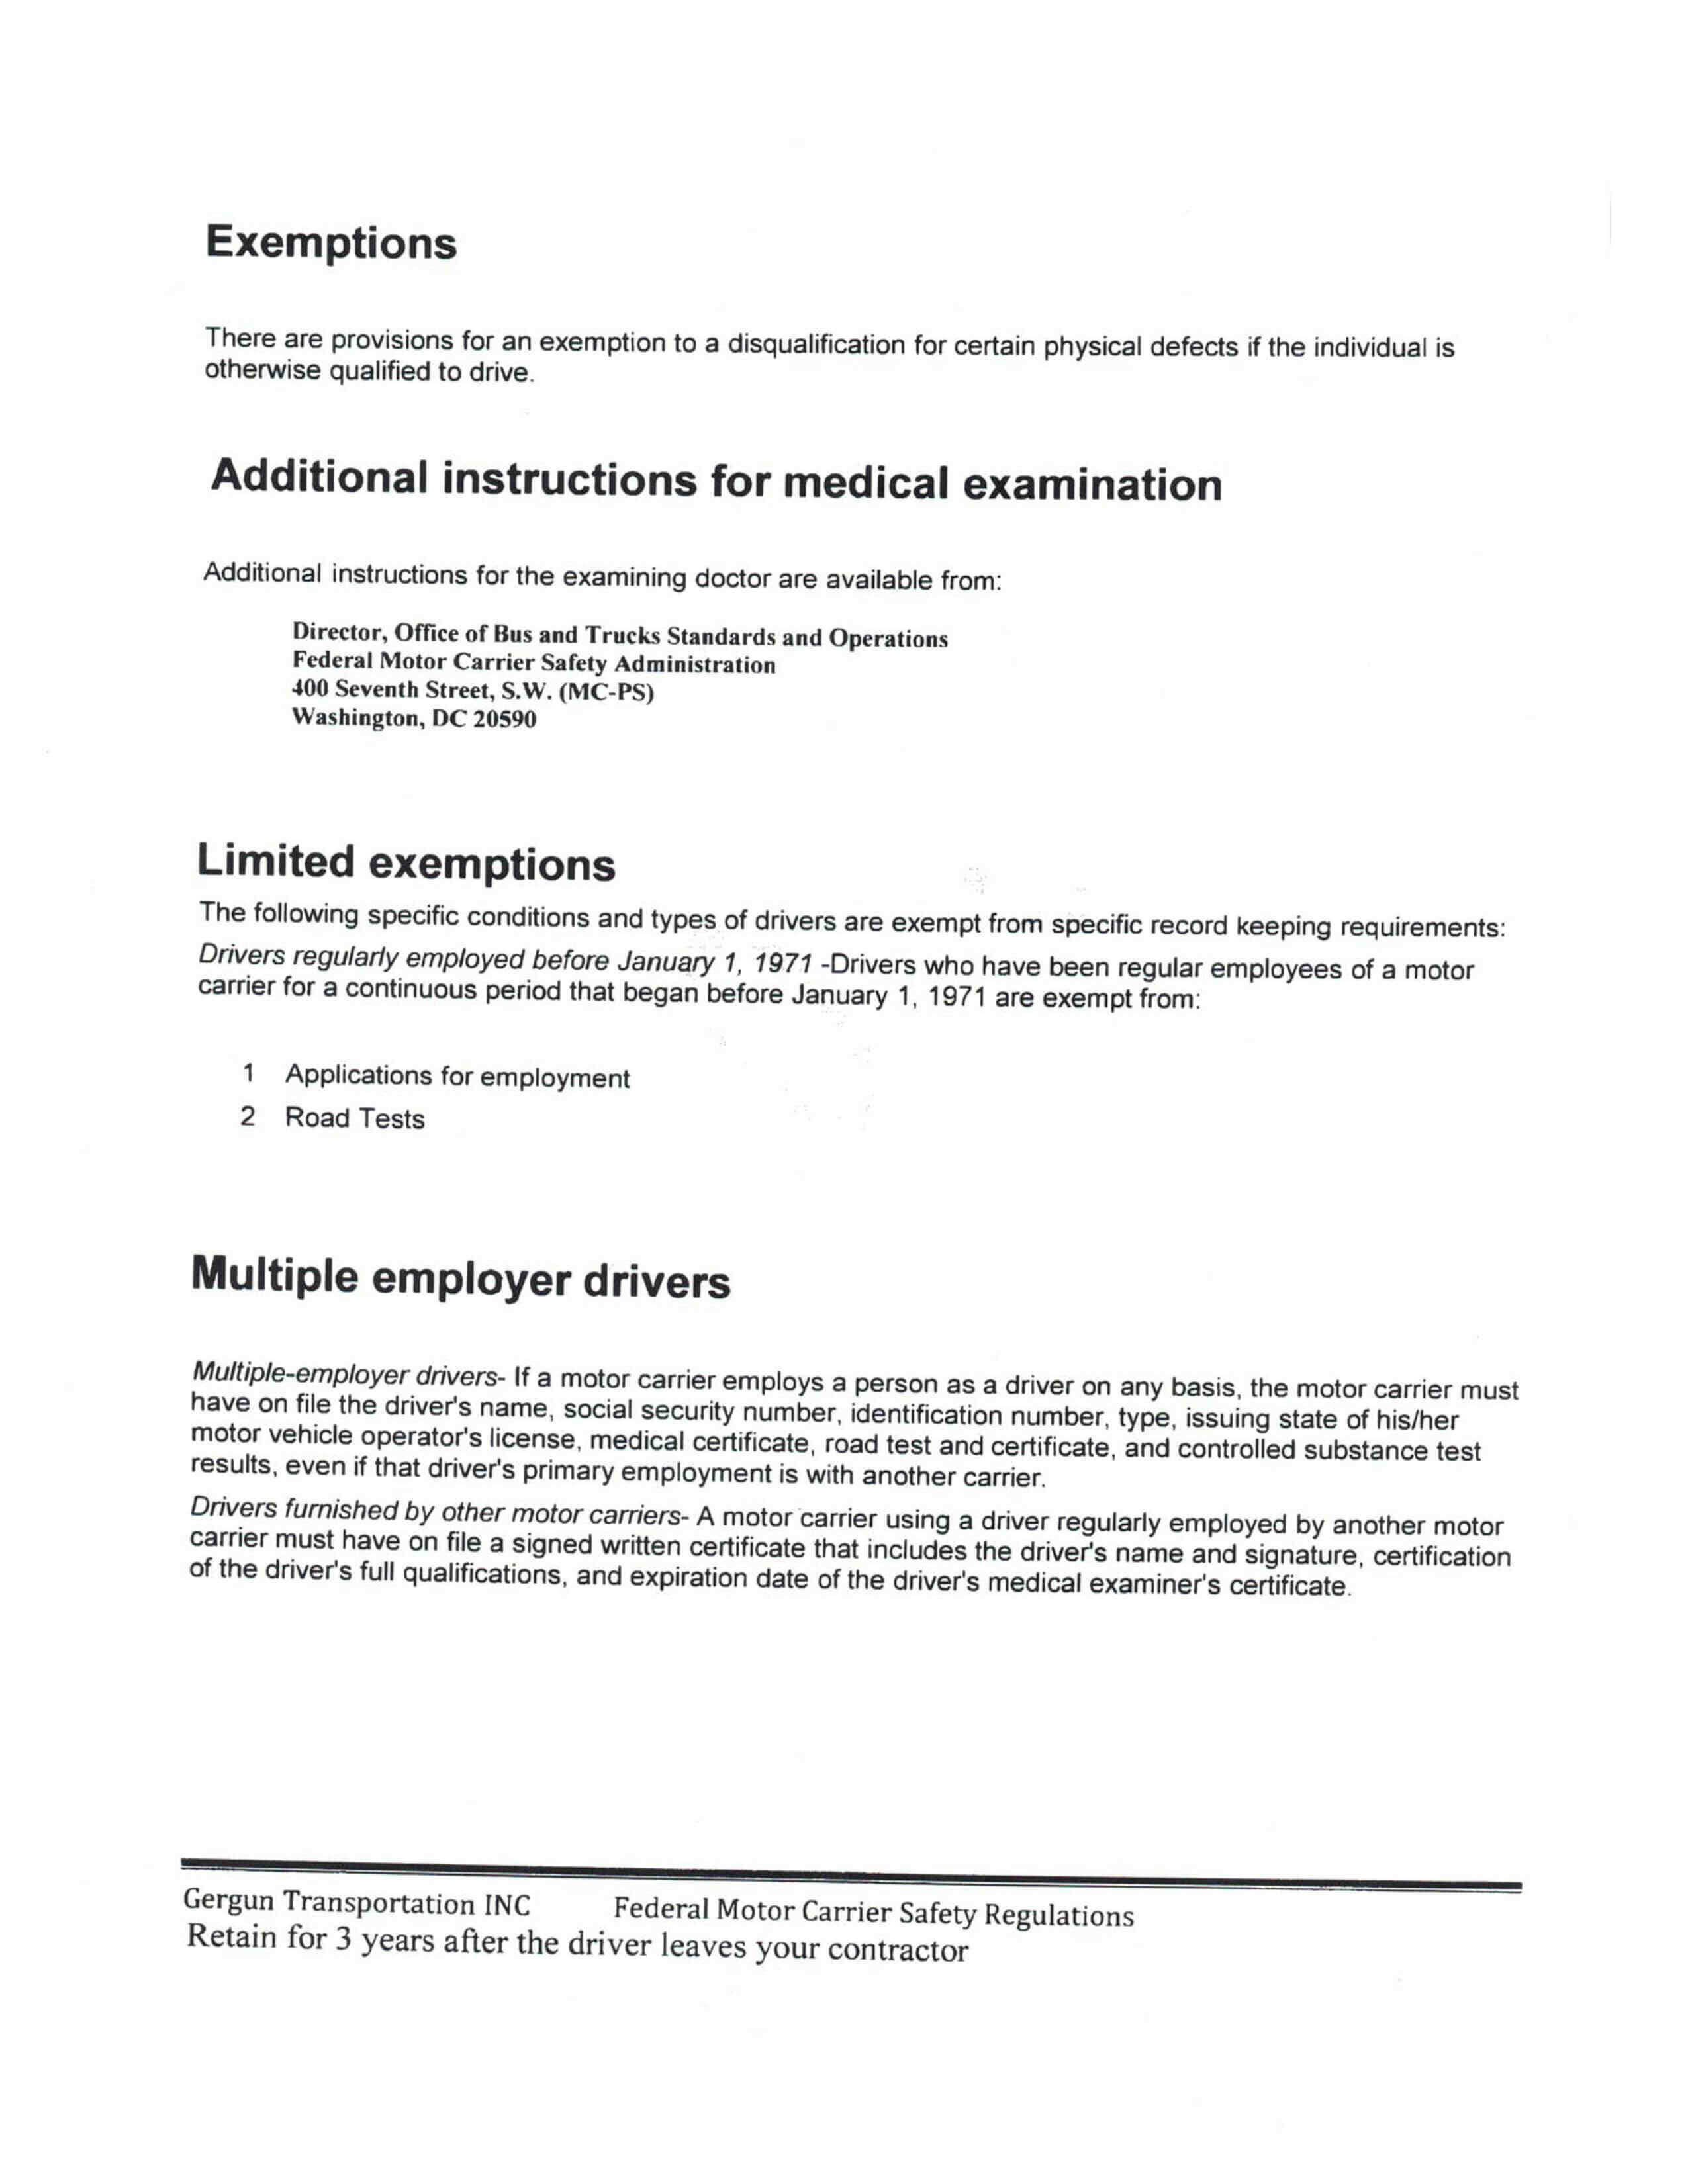 Exemptions
There are provisions for an exemption to a disqualification for certain physical defects if the individual is
otherwise qualified to drive.
Additional instructions for medical examination
Additional instructions for the examining doctor are available from:
Director, Office of Bus and Trucks Standards and Operations
Federal Motor Carrier Safety Administration
400 Seventh Street, S.W. (MC-PS)
Washington, DC 20590
Limited exemptions
The following specific conditions and types of drivers are exempt from specific record keeping requirements:
Drivers regularly employed before January 1, 1971 -Drivers who have been regular employees of a motor
carrier for a continuous period that began before January 1, 1971 are exempt from:
1 Applications for employment
2 Road Tests
Multiple employer drivers
Multiple-employer drivers- If a motor carrier employs a person as a driver on any basis, the motor carrier must
have on file the driver's name, social security number, identification number, type, issuing state of his/her
motor vehicle operator's license, medical certificate, road test and certificate, and controlled substance test
results, even if that driver's primary employment is with another carrier.
Drivers furnished by other motor carriers- A motor carrier using a driver regularly employed by another motor
carrier must have on file a signed written certificate that includes the driver's name and signature, certification
of the driver's full qualifications, and expiration date of the driver's medical examiner's certificate.
Gergun Transportation INC Federal Motor Carrier Safety Regulations
Retain for 3 years after the driver leaves your contractor